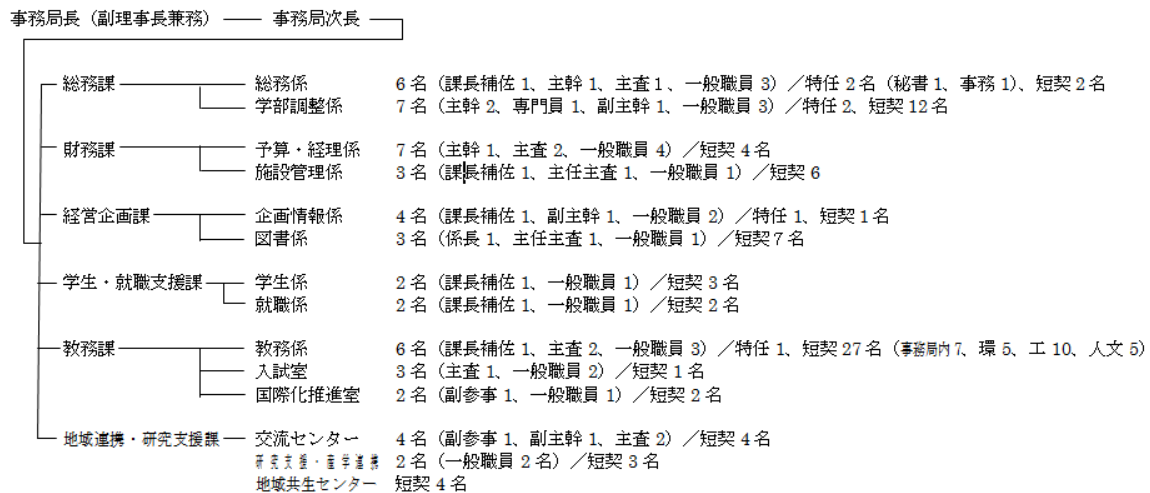 事務局長（副理事長兼務） 事務局次長
総務課 総務係 6名（課長補佐1、主幹1、主査1、一般職員3）／特任2名（秘書1、事務1）、短契2名
学部調整係 7名（主幹2、専門員1、副主幹1、一般職員3）／特任2、短契12名
財務課 予算・経理係 7名（主幹1、主査2、一般職員4）／短契4名
施設管理係 3名（課長補佐1、主任主査1、一般職員1）／短契6
経営企画課 企画情報係 4名（課長補佐1、副主幹1、一般職員2）／特任1、短契1名
図書係 3名（係長1、主任主査1、一般職員1）／短契7名
学生・就職支援課 学生係 2名（課長補佐1、一般職員1）／短契3名
就職係 2名（課長補佐1、一般職員1）／短契2名
教務課 教務係 6名（課長補佐1、主査2、一般職員3）／特任1、短契27名（事務局内7、環5、工10、人文5）
入試室 3名（主査1、一般職員2）／短契1名
国際化推進室 2名（副参事1、一般職員1）／短契2名
地域連携・研究支援課 交流センター 4名（副参事1、副主幹1、主査2）／短契4名
研究支援・産学連携 2名（一般職員2名）／短契3名
地域共生センター 短契4名